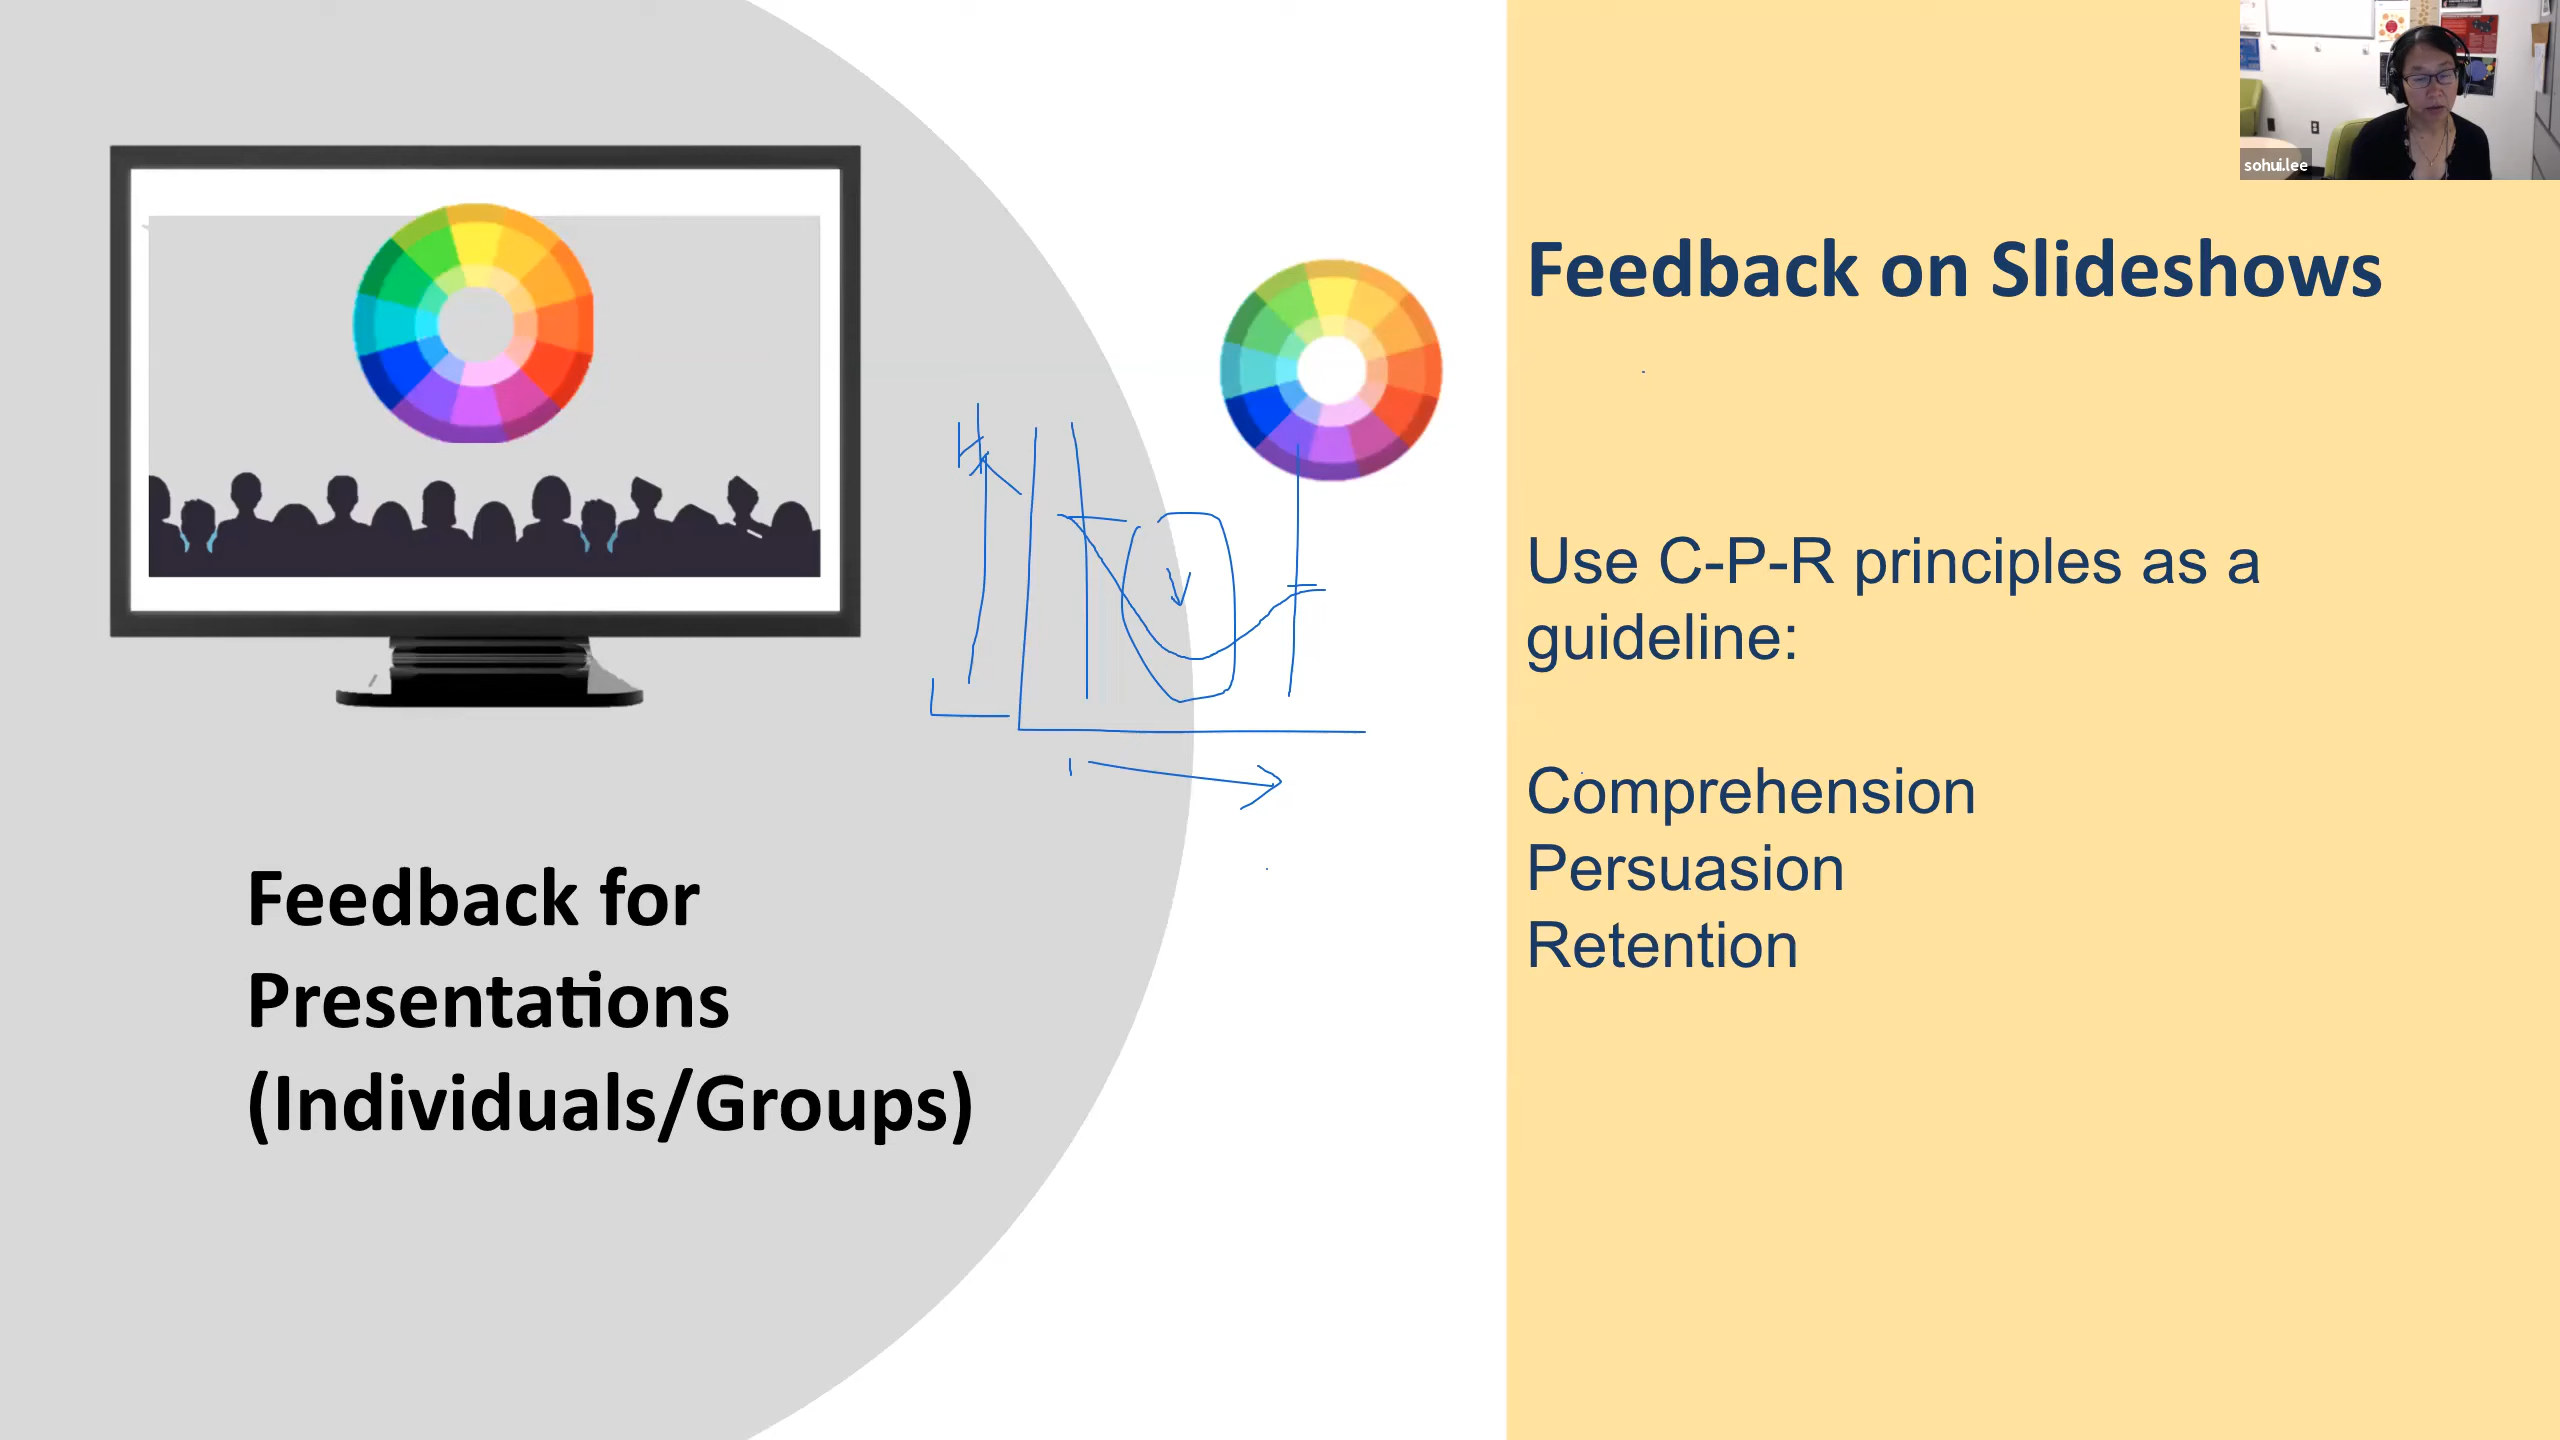 sohui.lee
Feedback on Slideshows
Use C-P-R principles as a
guideline:
Comprehension
Persuasion
Retention
Feedback for
Presentations
(Individuals/Groups)